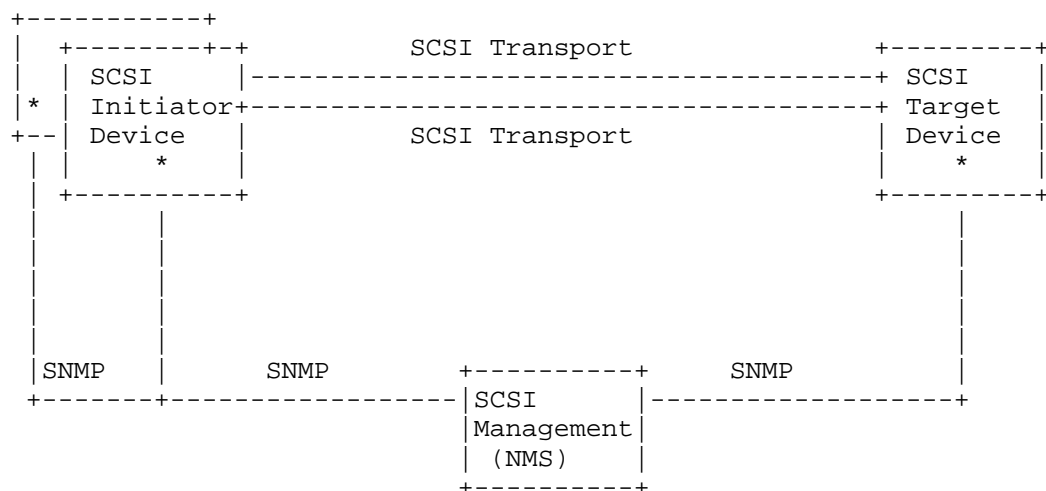 SCSI Transport
SCSI SCSI
* Initiator Target
Device SCSI Transport Device
* *
SNMP SNMP SNMP
SCSI
Management
(NMS)